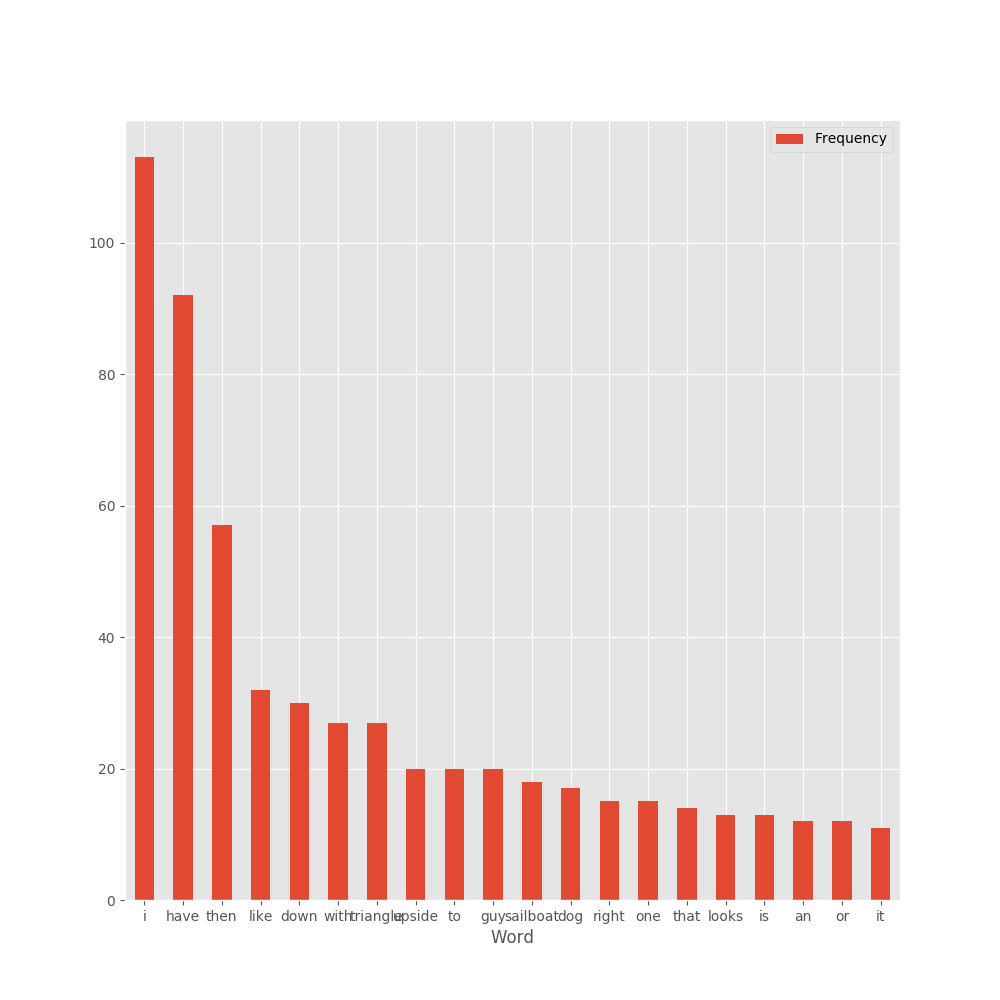 Frequency
100
80
60
40
20
0
i have then like down with triangle upside to guy sailboat dog right one that looks is an or it
Word